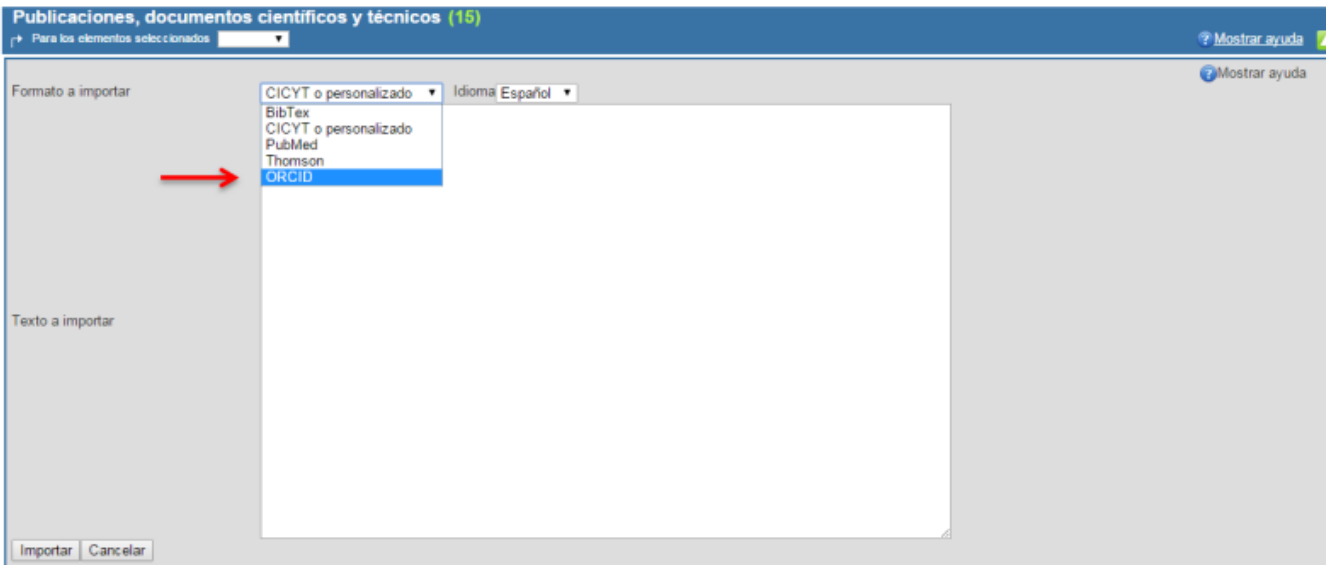 Publicaciones, documentos científicos y técnicos (15)
Para los elementos seleccionados
Mostrar ayuda
Mostrar ayuda
Formato a importar
CICYT o personalizado
Idioma Español
BibTex
CICYT o personalizado
PubMed
Thomson
ORCID
Texto a importar
Importar Cancelar